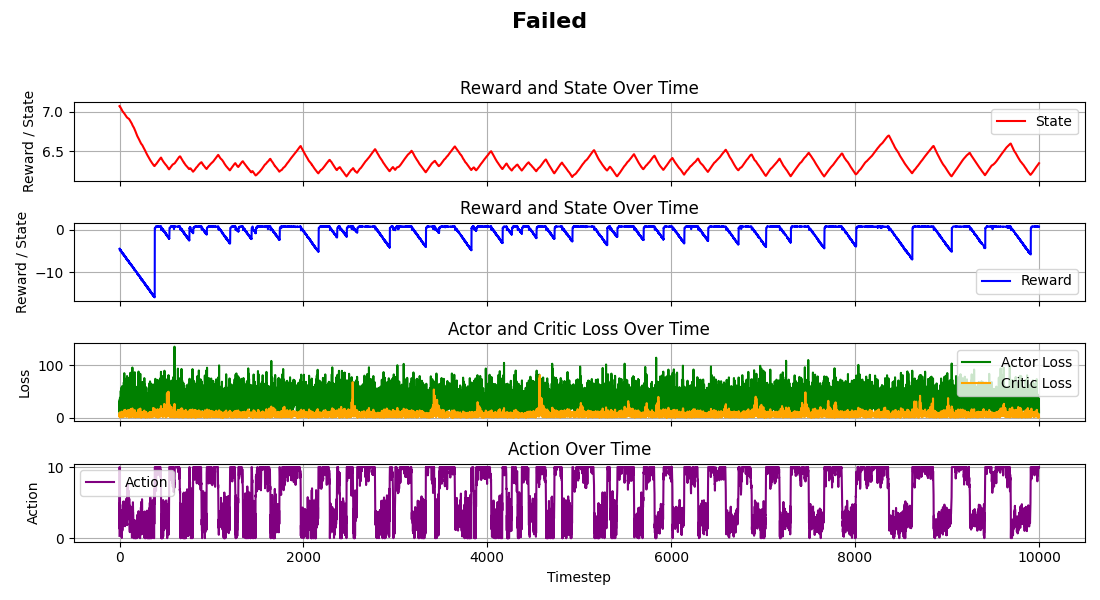 Failed
Reward and State Over Time
Reward / State
7.0
6.5
State
Reward and State Over Time
Reward / State
0
−10
Reward
Actor and Critic Loss Over Time
Loss
100
0
Actor Loss
Critic Loss
Action Over Time
Action
10
0
Action
0 2000 4000 6000 8000 10000
Timestep